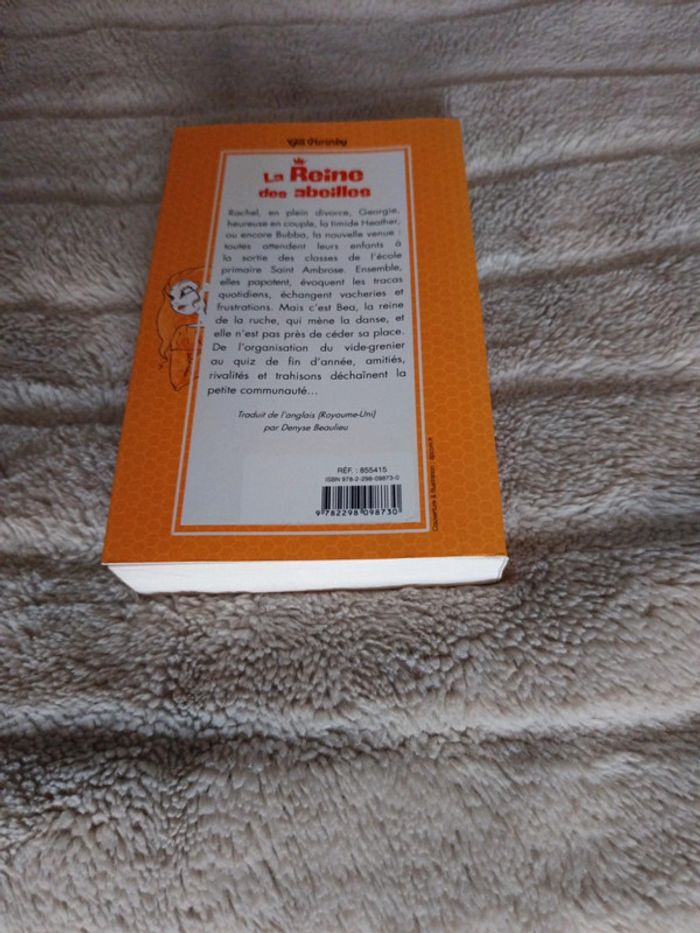 Gill Hornby
La Reine
des abeilles
Rachel, en plein divorce, Georgie,
heureuse en couple, la timide Heather,
ou encore Bubba, la nouvelle venue :
toutes attendent leurs enfants à
la sortie des classes de l'école
primaire Saint Ambrose. Ensemble,
elles papotent, évoquent les tracas
quotidiens, échangent vacheries et
frustrations. Mais c'est Bea, la reine
de la ruche, qui mène la danse, et
elle n'est pas près de céder sa place.
De l'organisation du vide-grenier
au quiz de fin d'année, amitiés,
rivalités et trahisons déchaînent la
petite communauté...
Traduit de l'anglais (Royaume-Uni)
par Denyse Beaulieu
RÉF. : 855415
ISBN 978-2-298-09873-0
9 782298 098730
Couverture & illustration :